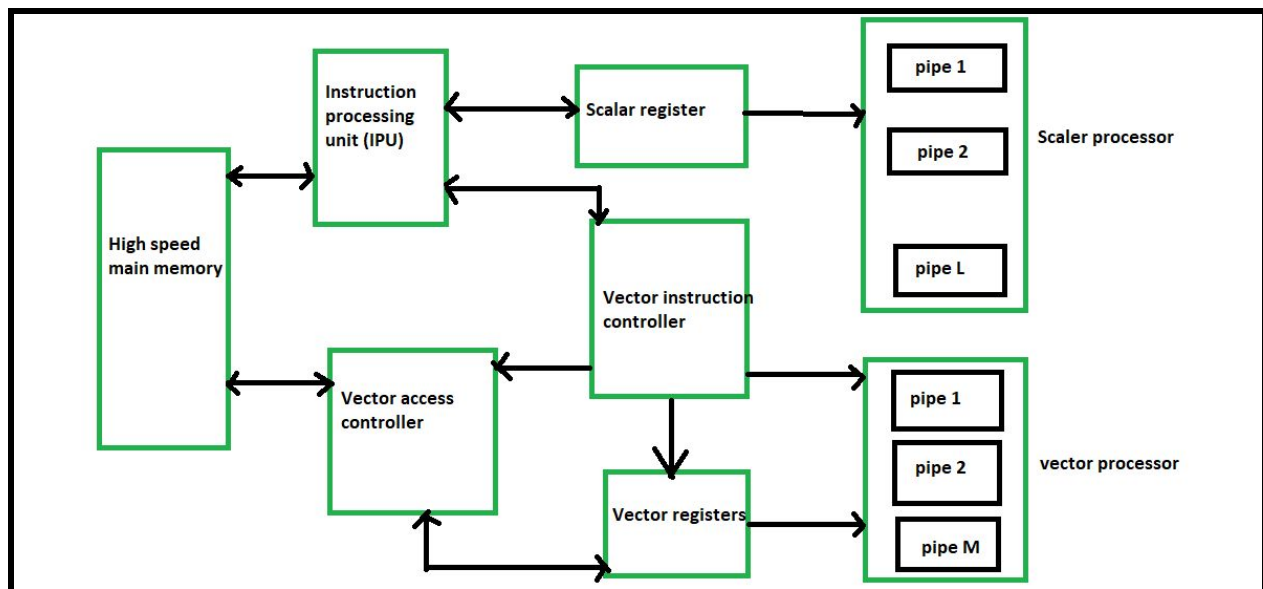 Instruction
processing
unit (IPU)
Scalar register
pipe 1
pipe 2
pipe L
Scaler processor
High speed
main memory
Vector instruction
controller
Vector access
controller
Vector registers
pipe 1
pipe 2
pipe M
vector processor